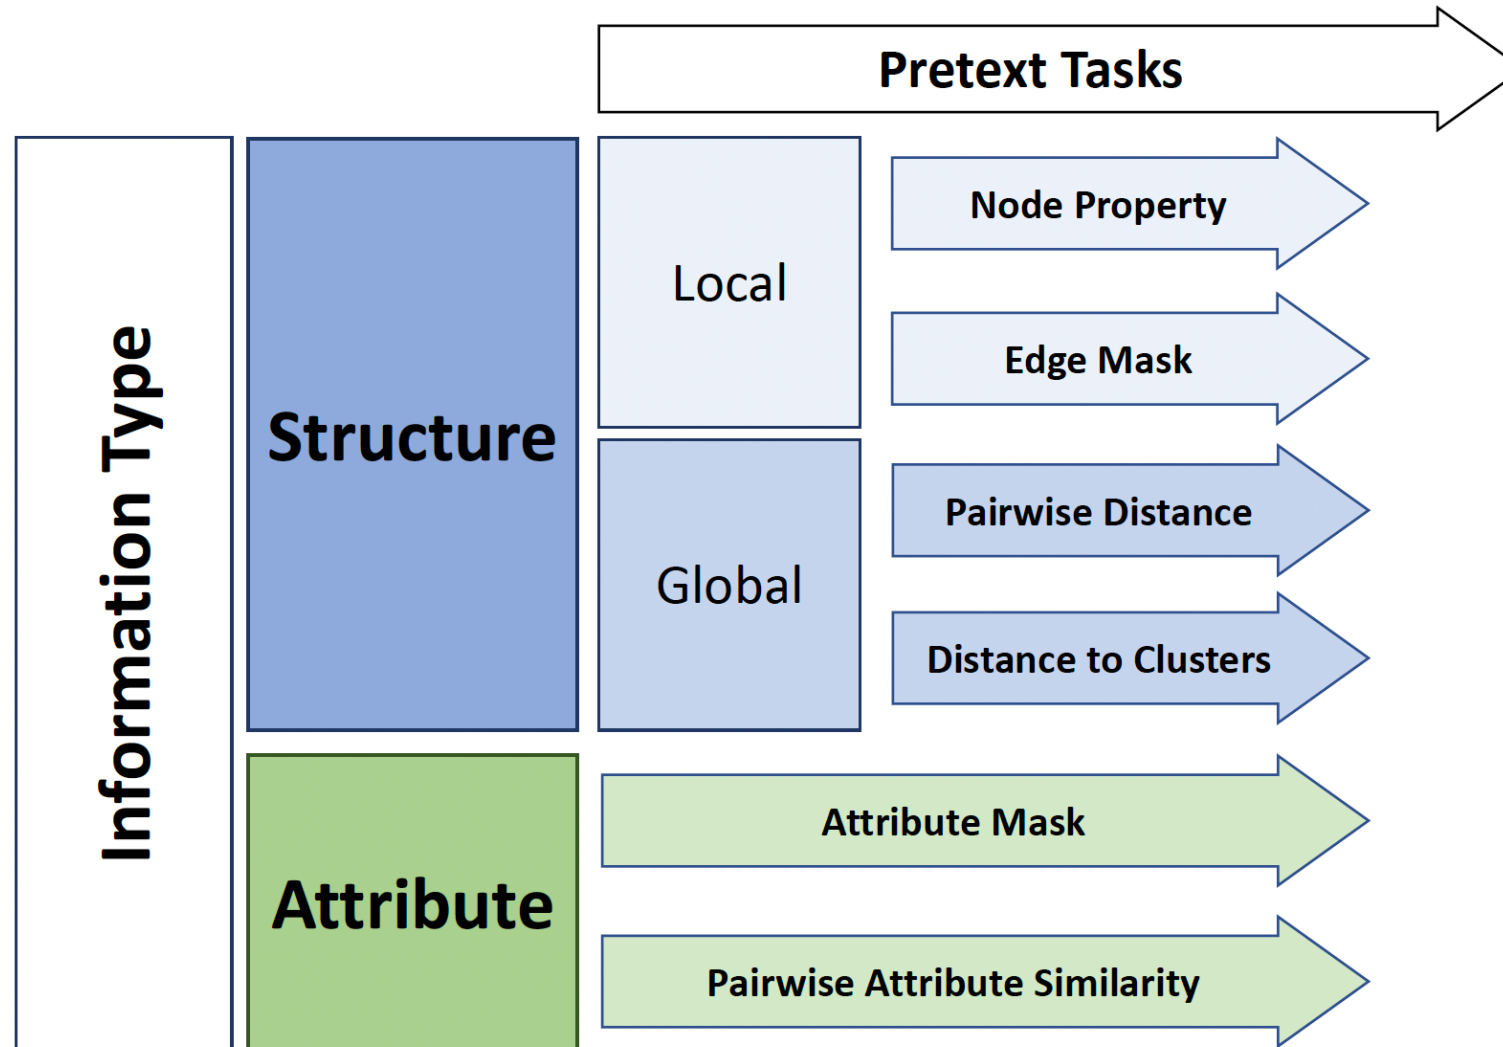 Pretext Tasks
Information Type
Structure
Local
Node Property
Edge Mask
Global
Pairwise Distance
Distance to Clusters
Attribute
Attribute Mask
Pairwise Attribute Similarity